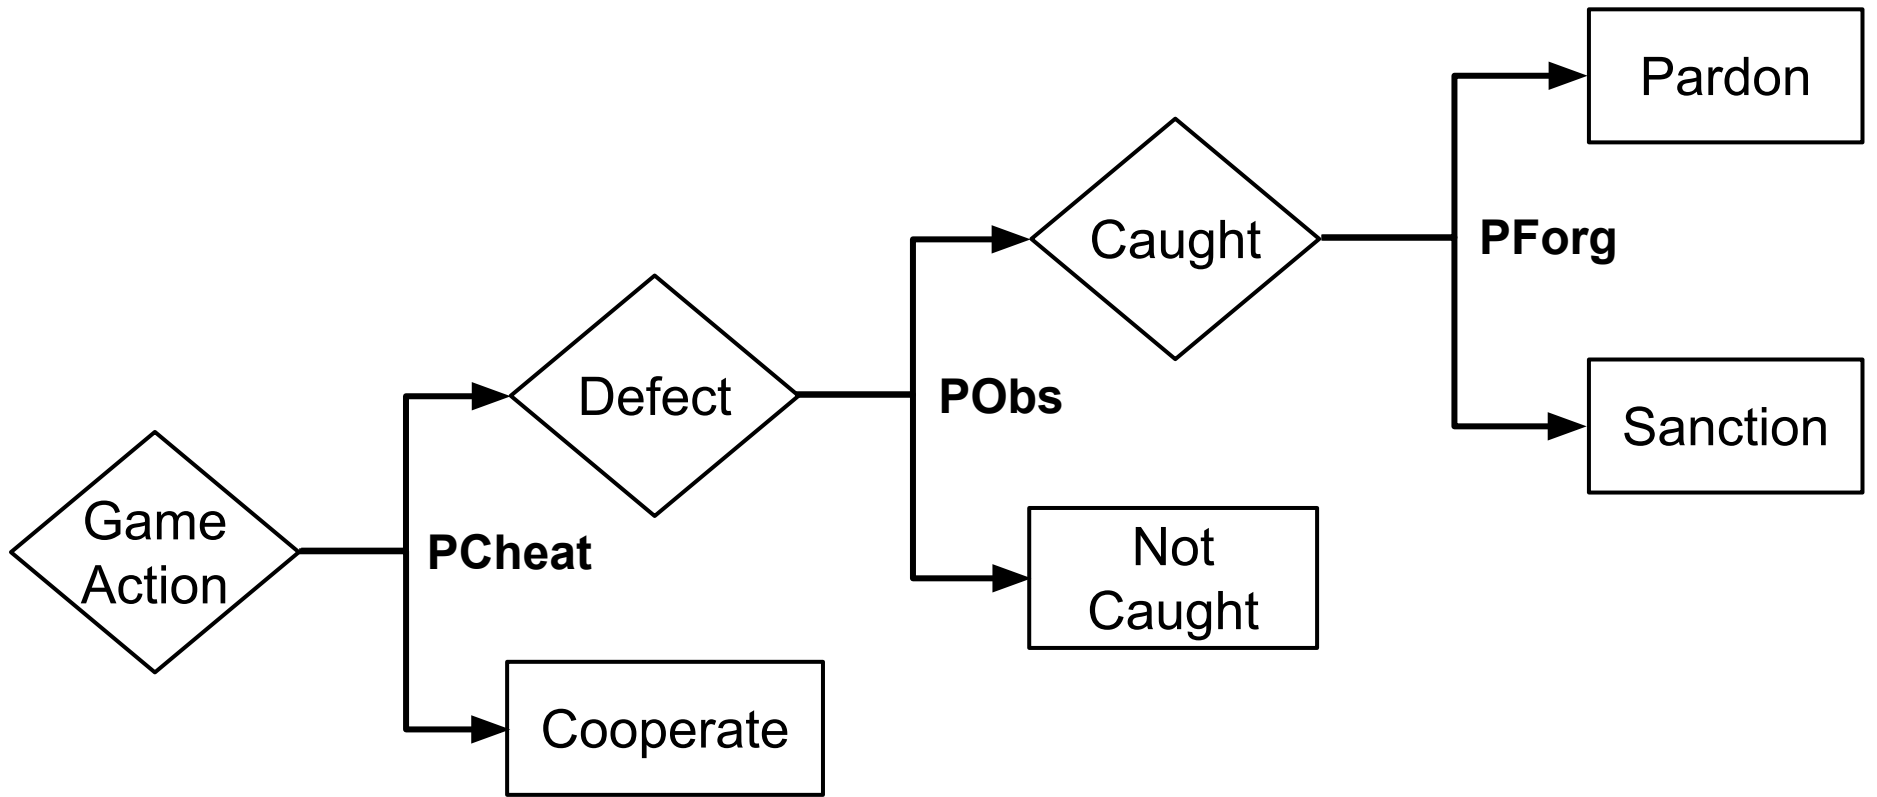 Game
Action
PCheat
Defect
Cooperate
PObs
Caught
Not
Caught
PForg
Pardon
Sanction